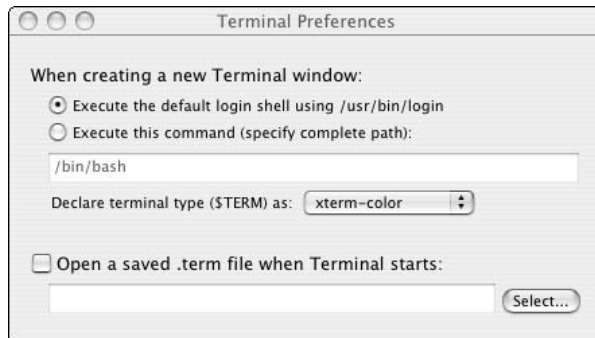 Terminal Preferences
When creating a new Terminal window:
Execute the default login shell using /usr/bin/login
Execute this command (specify complete path):
/bin/bash
Declare terminal type ($TERM) as: xterm-color
Open a saved .term file when Terminal starts:
Select...